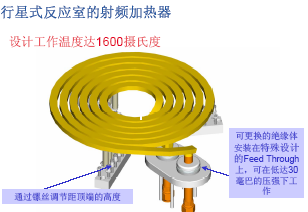 行星式反应室的射频加热器
设计工作温度达1600摄氏度
可更换的绝缘体
安装在特殊设计
的Feed Through
上，可在低达30
毫巴的压强下工
作
通过螺丝调节距顶端的高度